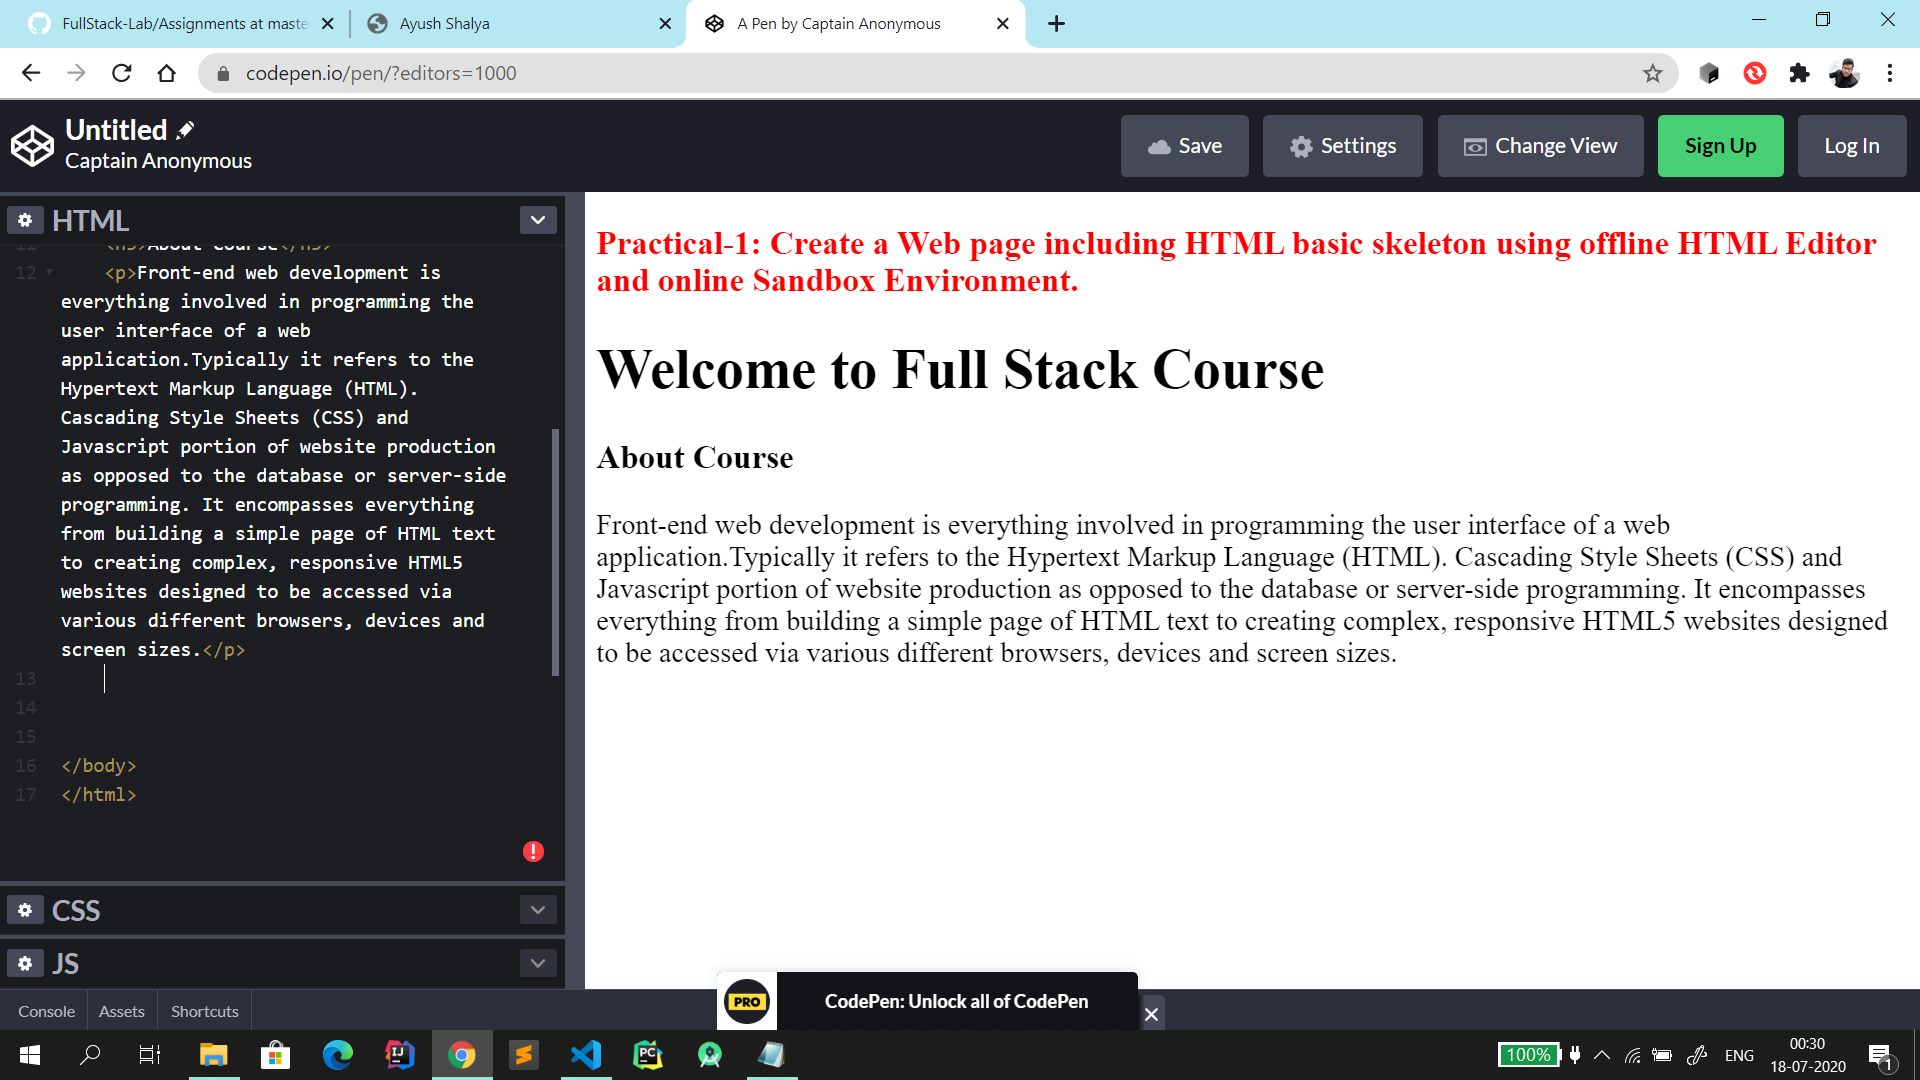 FullStack-Lab/Assignments at maste
Ayush Shalya
A Pen by Captain Anonymous
codepen.io/pen/?editors=1000
Untitled
Captain Anonymous
Save
Settings
Change View
Sign Up
Log In
HTML
11 <h3>About Course</h3>
12 <p>Front-end web development is
everything involved in programming the
user interface of a web
application.Typically it refers to the
Hypertext Markup Language (HTML).
Cascading Style Sheets (CSS) and
Javascript portion of website production
as opposed to the database or server-side
programming. It encompasses everything
from building a simple page of HTML text
to creating complex, responsive HTML5
websites designed to be accessed via
various different browsers, devices and
screen sizes.</p>
13
14
15
16 </body>
17 </html>
CSS
JS
Console
Assets
Shortcuts
Practical-1: Create a Web page including HTML basic skeleton using offline HTML Editor
and online Sandbox Environment.
Welcome to Full Stack Course
About Course
Front-end web development is everything involved in programming the user interface of a web
application.Typically it refers to the Hypertext Markup Language (HTML). Cascading Style Sheets (CSS) and
Javascript portion of website production as opposed to the database or server-side programming. It encompasses
everything from building a simple page of HTML text to creating complex, responsive HTML5 websites designed
to be accessed via various different browsers, devices and screen sizes.
PRO
CodePen: Unlock all of CodePen
IJ
PC
100%
ENG
00:30
18-07-2020
1